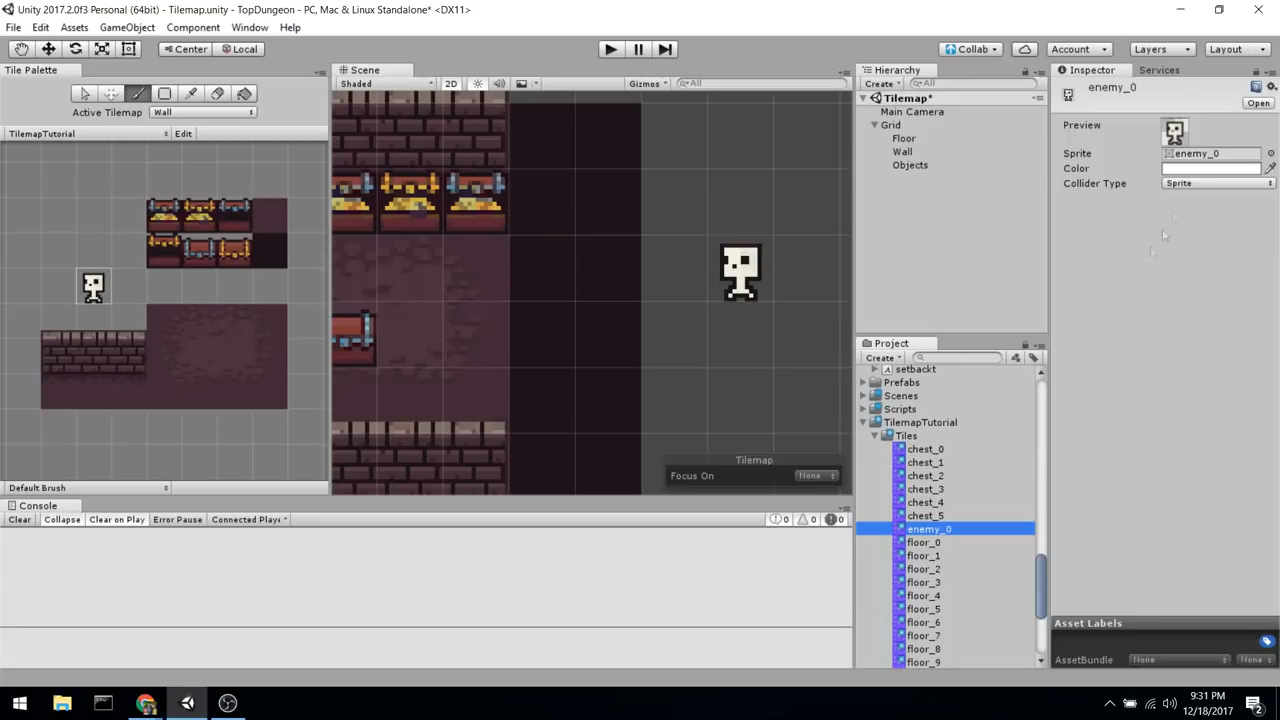 Unity 2017.2.0f3 Personal (64bit) - Tilemap.unity - TopDungeon - PC, Mac & Linux Standalone* <DX11>
File Edit Assets GameObject Component Window Help
Center Local Collab Account Layers Layout
Tile Palette
Active Tilemap Wall
TilemapTutorial Edit
Default Brush
Scene
Shaded 2D Gizmos All
Tilemap
Focus On None
Console
Clear Collapse Clear on Play Error Pause Connected Playe
0 0 0
Hierarchy
Create All
Tilemap*
Main Camera
Grid
Floor
Wall
Objects
Project
Create
setbackt
Prefabs
Scenes
Scripts
TilemapTutorial
Tiles
chest_0
chest_1
chest_2
chest_3
chest_4
chest_5
enemy_0
floor_0
floor_1
floor_2
floor_3
floor_4
floor_5
floor_6
floor_7
floor_8
floor_9
Inspector Services
enemy_0
Open
Preview
Sprite enemy_0
Color
Collider Type Sprite
Asset Labels
AssetBundle None None
9:31 PM
12/18/2017
2